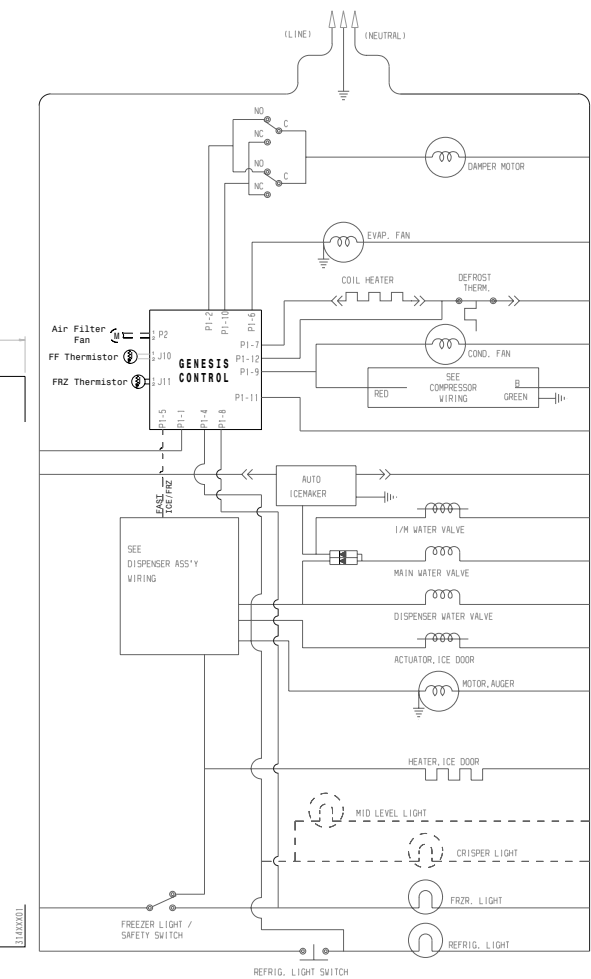 (LINE)
(NEUTRAL)
NO
C
NC
NO
C
NC
DAMPER MOTOR
EVAP. FAN
COIL HEATER
DEFROST
THERM.
P1-2
P1-10
P1-6
Air Filter
Fan
M
1
2
P2
P1-7
COND. FAN
FF Thermistor
1
2
J10
GENESIS
CONTROL
P1-12
P1-9
FRZ Thermistor
1
2
J11
SEE
COMPRESSOR
WIRING
RED
GREEN
P1-11
P1-5
P1-1
P1-4
P1-8
AUTO
ICEMAKER
FAST
ICE/FRZ
I/M WATER VALVE
SEE
DISPENSER ASS'Y
WIRING
MAIN WATER VALVE
DISPENSER WATER VALVE
ACTUATOR, ICE DOOR
MOTOR, AUGER
HEATER, ICE DOOR
MID LEVEL LIGHT
CRISPER LIGHT
FRZR. LIGHT
FREEZER LIGHT /
SAFETY SWITCH
314XXX01
REFRIG. LIGHT
REFRIG. LIGHT SWITCH